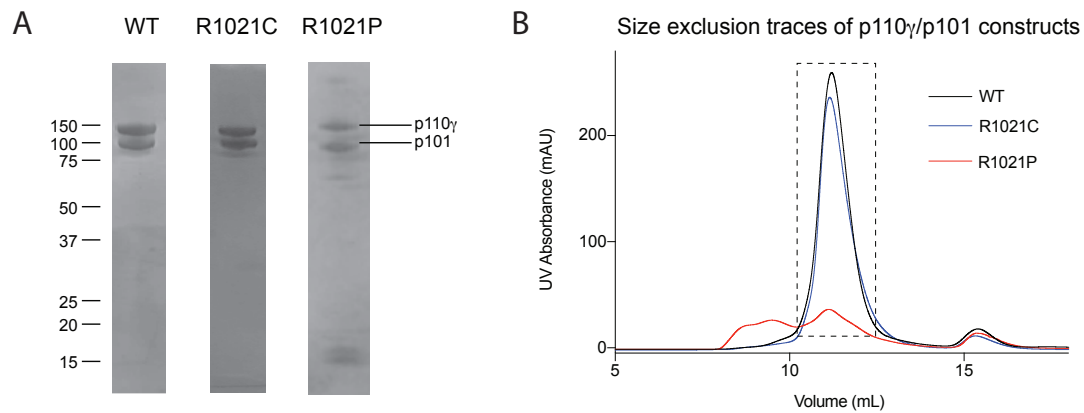 A
WT R1021C R1021P
150
100
75
50
37
25
20
15
p110γ
p101
B
Size exclusion traces of p110γ/p101 constructs
WT
R1021C
R1021P
UV Absorbance (mAU)
200
100
0
5 10 15
Volume (mL)